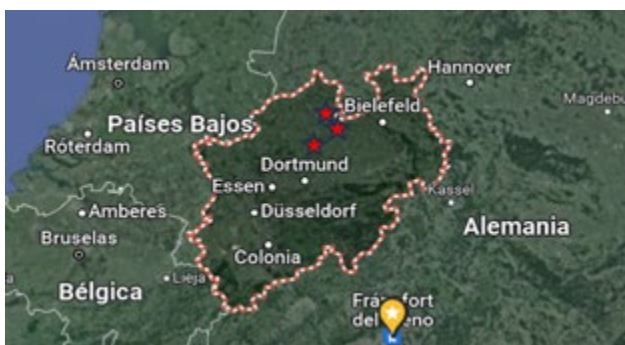 Ámsterdam
Hannover
Magdebu
Países Bajos
Bielefeld
Róterdam
Dortmund
Essen
Kassel
Amberes
Düsseldorf
Alemania
Bruselas
Colonia
Lieja
Bélgica
a
Fráncfort
del Meno